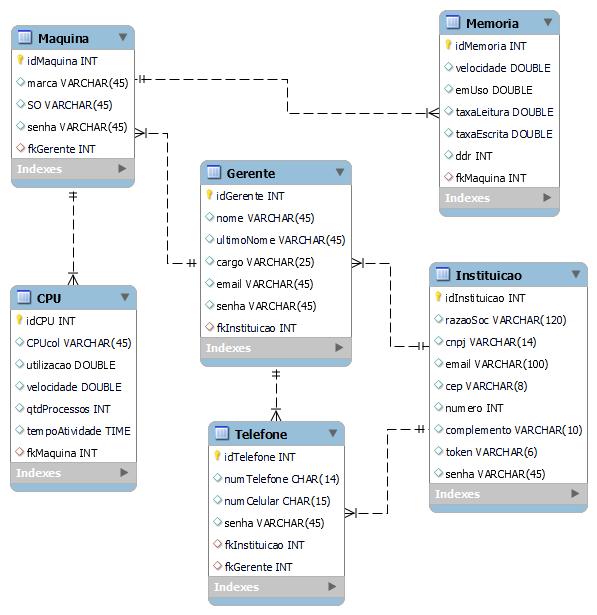 Maquina
idMaquina INT
marca VARCHAR(45)
SO VARCHAR(45)
senha VARCHAR(45)
fkGerente INT
Indexes
Memoria
idMemoria INT
velocidade DOUBLE
emUso DOUBLE
taxaLeitura DOUBLE
taxaEscrita DOUBLE
ddr INT
fkMaquina INT
Indexes
Gerente
idGerente INT
nome VARCHAR(45)
ultimoNome VARCHAR(45)
cargo VARCHAR(25)
email VARCHAR(45)
senha VARCHAR(45)
fkInstituicao INT
Indexes
Instituicao
idInstituicao INT
razaoSoc VARCHAR(120)
cnpj VARCHAR(14)
email VARCHAR(100)
cep VARCHAR(8)
numero INT
complemento VARCHAR(10)
token VARCHAR(6)
senha VARCHAR(45)
Indexes
CPU
idCPU INT
CPUcol VARCHAR(45)
utilizacao DOUBLE
velocidade DOUBLE
qtdProcessos INT
tempoAtividade TIME
fkMaquina INT
Indexes
Telefone
idTelefone INT
numTelefone CHAR(14)
numCelular CHAR(15)
senha VARCHAR(45)
fkInstituicao INT
fkGerente INT
Indexes